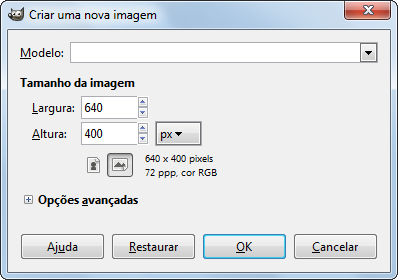 Criar uma nova imagem
Modelo:
Tamanho da imagem
Largura: 640
Altura: 400 px
640 x 400 pixels
72 ppp, cor RGB
Opções avançadas
Ajuda Restaurar OK Cancelar